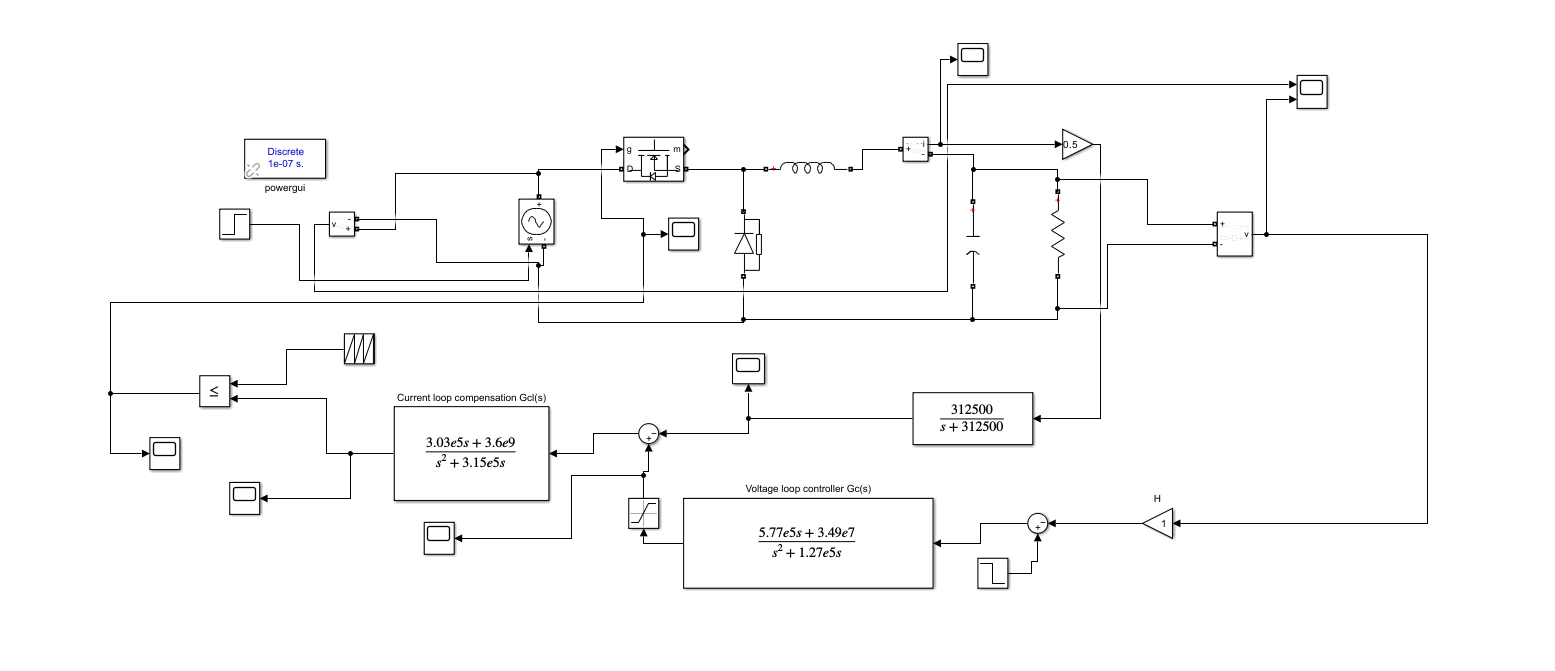 Discrete
1e-07 s.
powergui
v
-
+
+
s
-
g
m
D
S
+
i
+
-
0.5
+
-
v
≤
Current loop compensation Gcl(s)
3.03e5s + 3.6e9
s² + 3.15e5s
-
+
312500
s + 312500
Voltage loop controller Gc(s)
5.77e5s + 3.49e7
s² + 1.27e5s
-
+
H
1